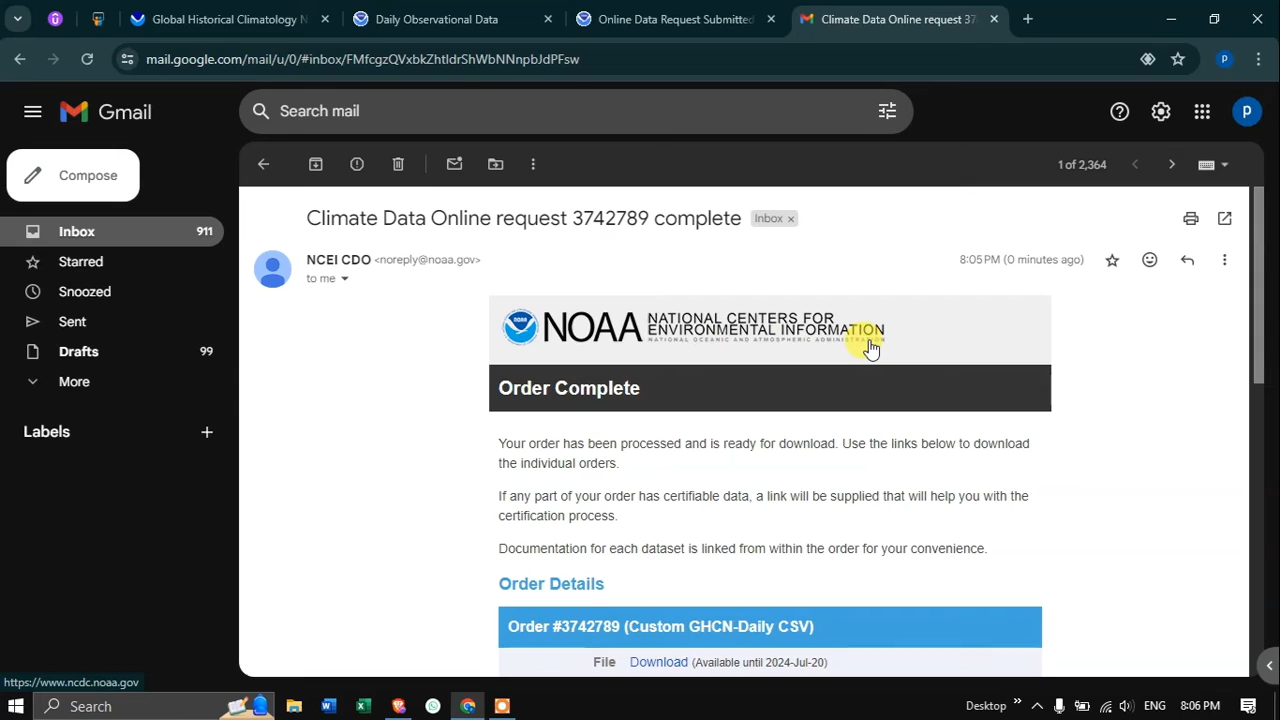 Global Historical Climatology N
Daily Observational Data
Online Data Request Submitted
Climate Data Online request 37
mail.google.com/mail/u/0/#inbox/FMfcgzQVxbkZhtIdrShWbNNnpbJdPFsw
P
Gmail
Search mail
P
Compose
1 of 2,364
Inbox 911
Starred
Snoozed
Sent
Drafts 99
More
Labels
Climate Data Online request 3742789 complete Inbox ×
NCEI CDO <noreply@noaa.gov>
8:05 PM (0 minutes ago)
to me
NOAA
NATIONAL CENTERS FOR
ENVIRONMENTAL INFORMATION
NATIONAL OCEANIC AND ATMOSPHERIC ADMINISTRATION
Order Complete
Your order has been processed and is ready for download. Use the links below to download
the individual orders.
If any part of your order has certifiable data, a link will be supplied that will help you with the
certification process.
Documentation for each dataset is linked from within the order for your convenience.
Order Details
Order #3742789 (Custom GHCN-Daily CSV)
File Download (Available until 2024-Jul-20)
https://www.ncdc.noaa.gov
Search
Desktop
ENG
8:06 PM